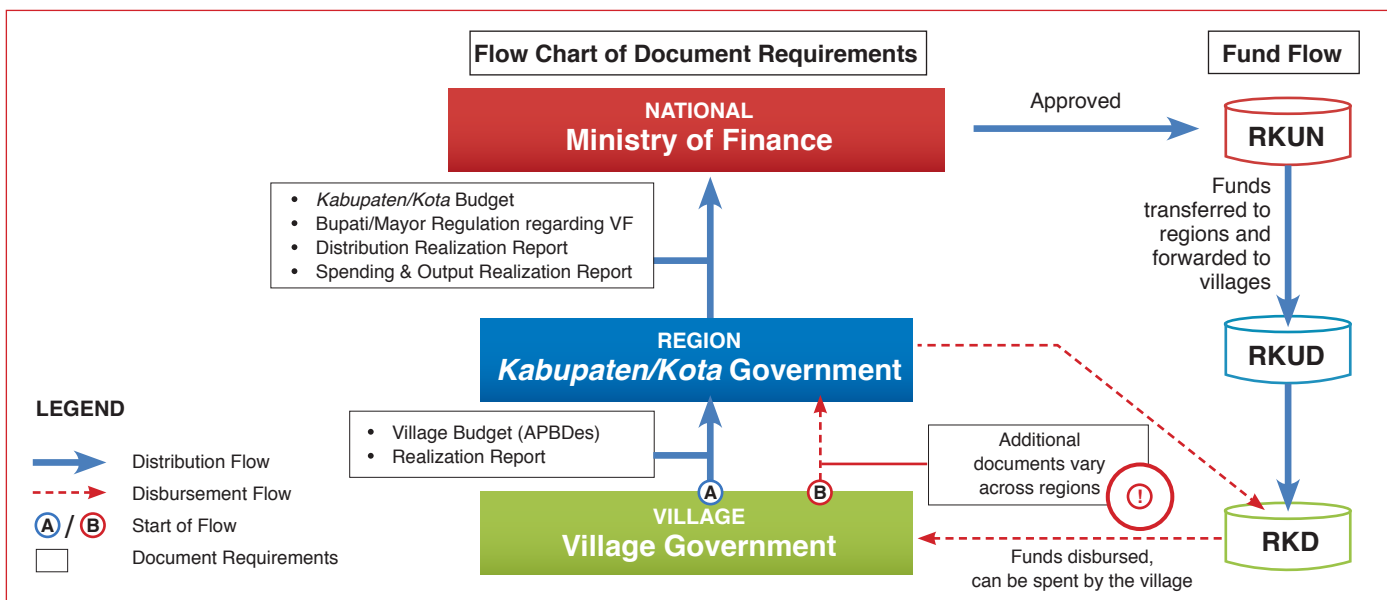 Flow Chart of Document Requirements
Fund Flow
NATIONAL
Ministry of Finance
Approved
RKUN
• Kabupaten/Kota Budget
• Bupati/Mayor Regulation regarding VF
• Distribution Realization Report
• Spending & Output Realization Report
Funds
transferred to
regions and
forwarded to
villages
REGION
Kabupaten/Kota Government
RKUD
LEGEND
Distribution Flow
Disbursement Flow
A / B
Start of Flow
Document Requirements
• Village Budget (APBDes)
• Realization Report
Additional
documents vary
across regions
!
A
B
VILLAGE
Village Government
RKD
Funds disbursed,
can be spent by the village